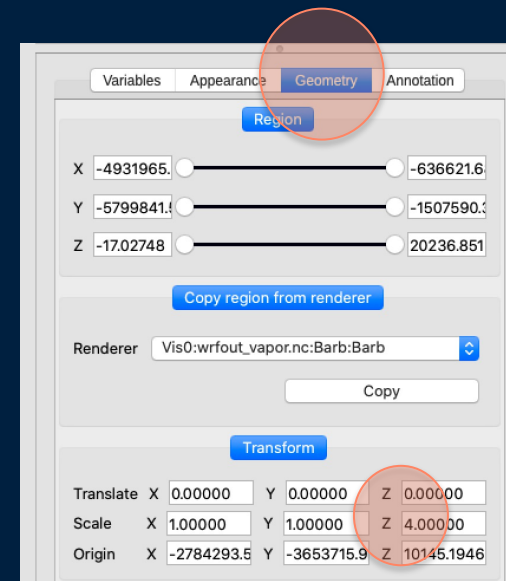 Variables Appearance Geometry Annotation
Region
X -4931965. -636621.6
Y -5799841.5 -1507590.3
Z -17.02748 20236.851
Copy region from renderer
Renderer Vis0:wrfout_vapor.nc:Barb:Barb
Copy
Transform
Translate X 0.00000 Y 0.00000 Z 0.00000
Scale X 1.00000 Y 1.00000 Z 4.00000
Origin X -2784293.5 Y -3653715.9 Z 10145.1946